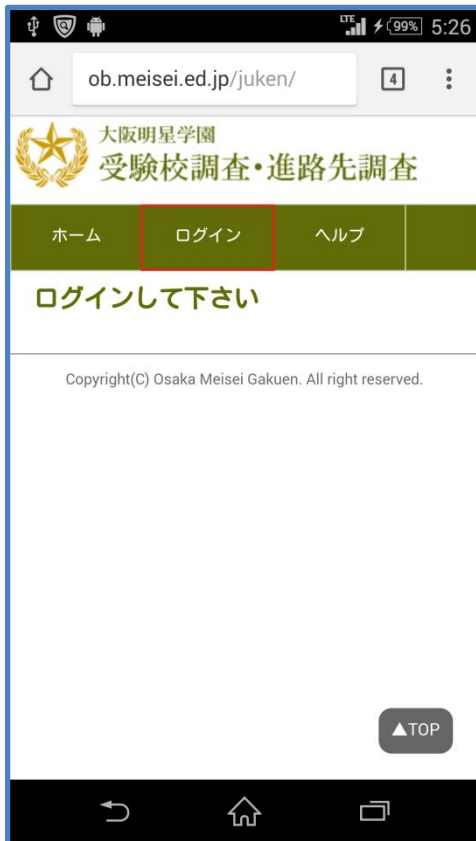 LTE 99% 5:26
ob.meisei.ed.jp/juken/ 4
大阪明星学園
受験校調査・進路先調査
ホーム ログイン ヘルプ
ログインして下さい
Copyright(C) Osaka Meisei Gakuen. All right reserved.
▲TOP